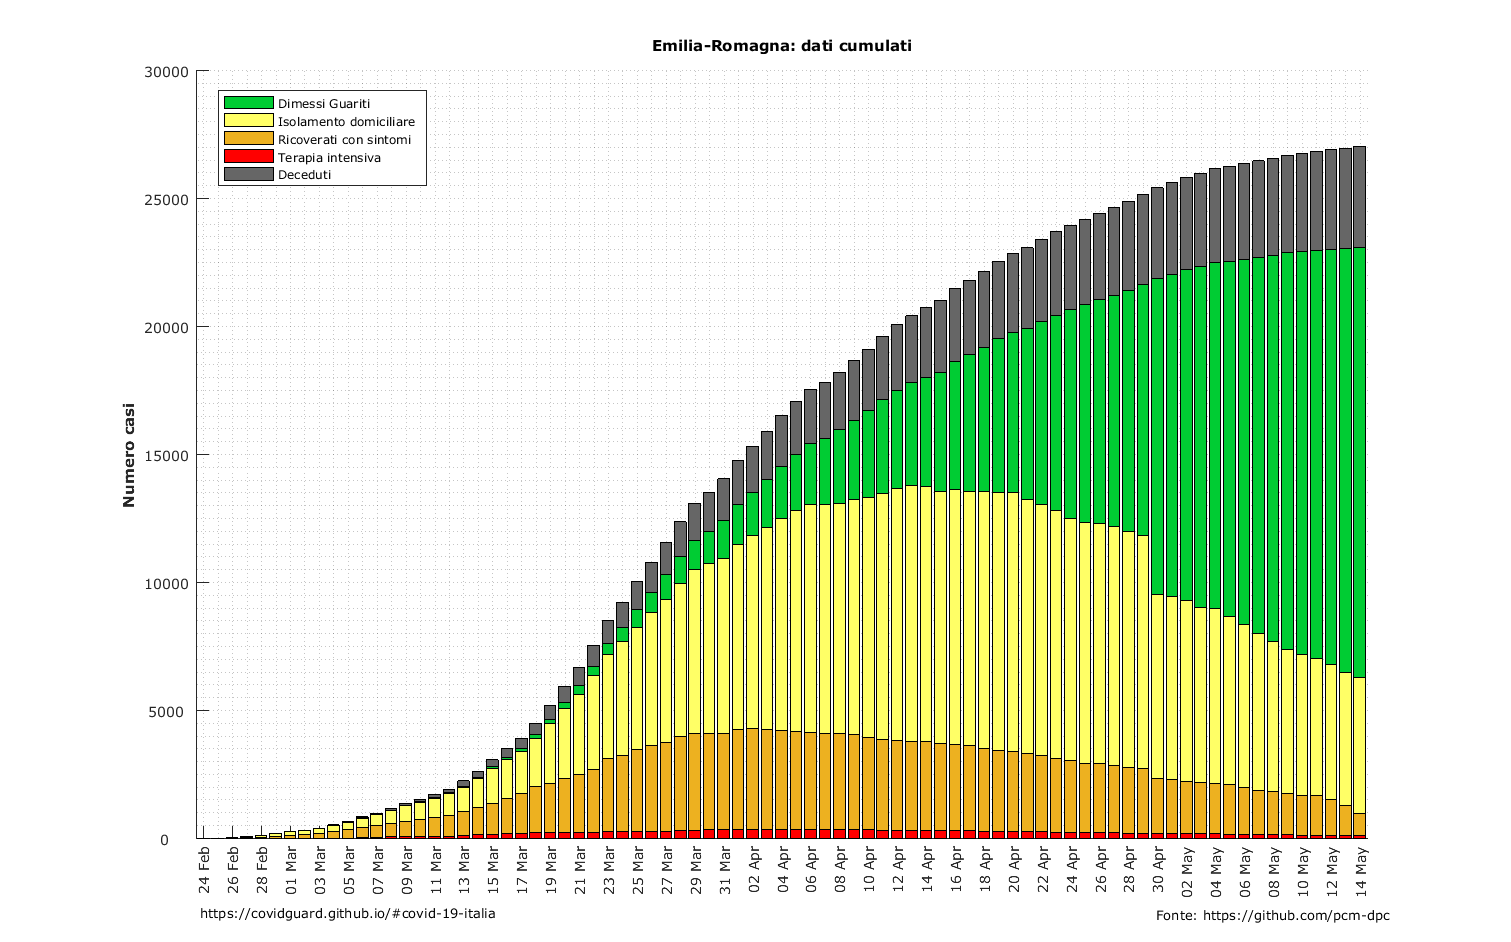 Emilia-Romagna: dati cumulati
30000
25000
20000
15000
10000
5000
0
Numero casi
Dimessi Guariti
Isolamento domiciliare
Ricoverati con sintomi
Terapia intensiva
Deceduti
24 Feb
26 Feb
28 Feb
01 Mar
03 Mar
05 Mar
07 Mar
09 Mar
11 Mar
13 Mar
15 Mar
17 Mar
19 Mar
21 Mar
23 Mar
25 Mar
27 Mar
29 Mar
31 Mar
02 Apr
04 Apr
06 Apr
08 Apr
10 Apr
12 Apr
14 Apr
16 Apr
18 Apr
20 Apr
22 Apr
24 Apr
26 Apr
28 Apr
30 Apr
02 May
04 May
06 May
08 May
10 May
12 May
14 May
https://covidguard.github.io/#covid-19-italia
Fonte: https://github.com/pcm-dpc